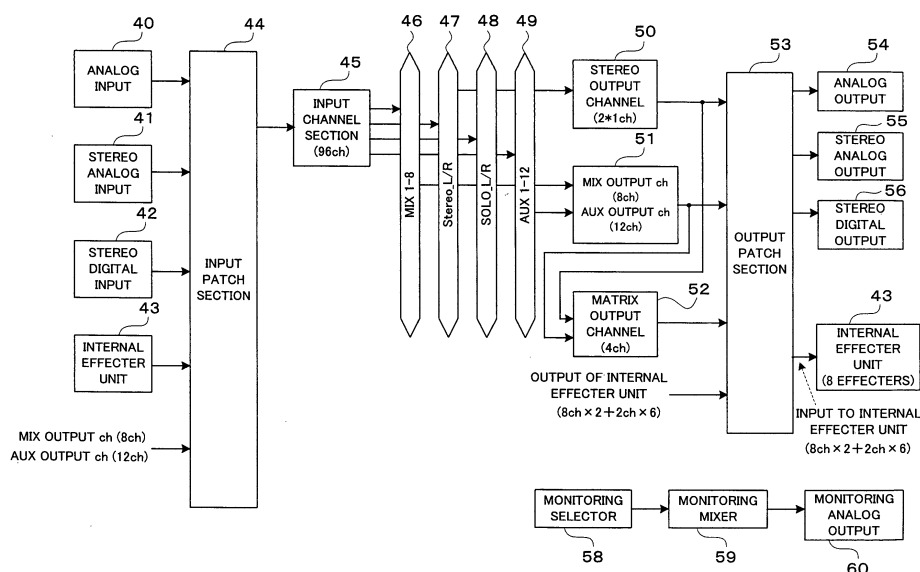 40
ANALOG
INPUT
41
STEREO
ANALOG
INPUT
42
STEREO
DIGITAL
INPUT
43
INTERNAL
EFFECTER
UNIT
MIX OUTPUT ch (8ch)
AUX OUTPUT ch (12ch)
44
INPUT
PATCH
SECTION
45
INPUT
CHANNEL
SECTION
(96ch)
46
MIX 1-8
47
Stereo_L/R
48
SOLO_L/R
49
AUX 1-12
50
STEREO
OUTPUT
CHANNEL
(2*1ch)
51
MIX OUTPUT ch
(8ch)
AUX OUTPUT ch
(12ch)
52
MATRIX
OUTPUT
CHANNEL
(4ch)
OUTPUT OF INTERNAL
EFFECTER UNIT
(8ch×2+2ch×6)
53
OUTPUT
PATCH
SECTION
54
ANALOG
OUTPUT
55
STEREO
ANALOG
OUTPUT
56
STEREO
DIGITAL
OUTPUT
43
INTERNAL
EFFECTER
UNIT
(8 EFFECTERS)
INPUT TO INTERNAL
EFFECTER UNIT
(8ch×2+2ch×6)
MONITORING
SELECTOR
58
MONITORING
MIXER
59
MONITORING
ANALOG
OUTPUT
60